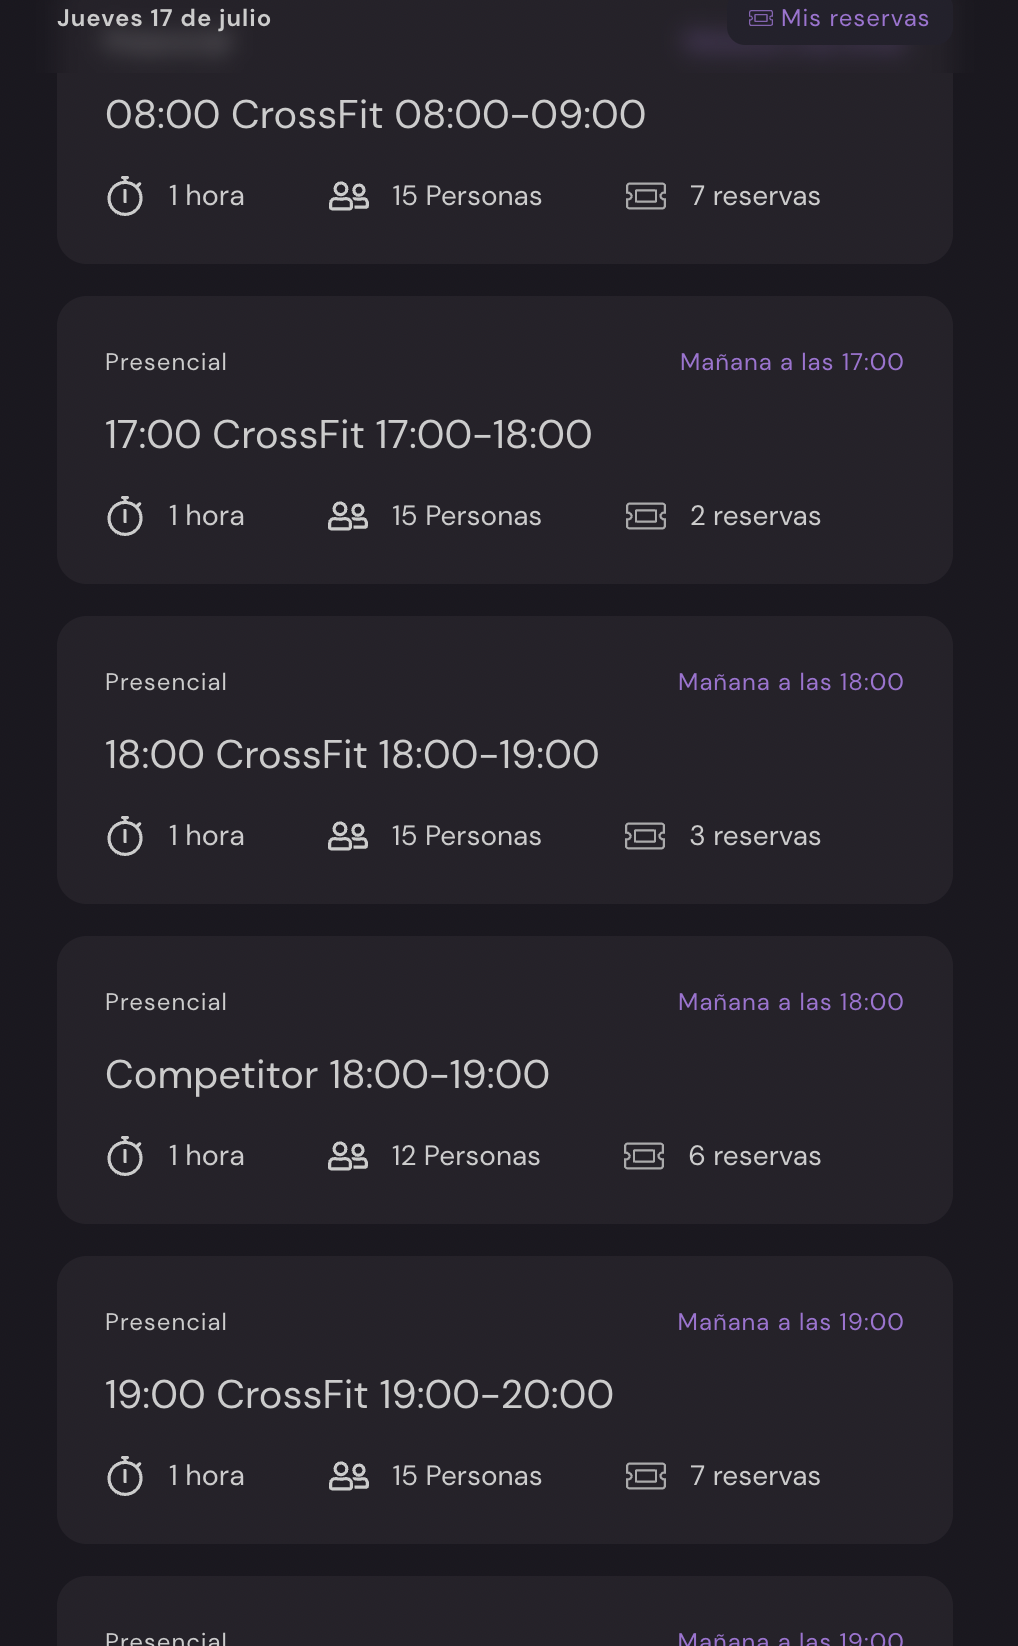 Jueves 17 de julio
Mis reservas
08:00 CrossFit 08:00-09:00
1 hora 15 Personas 7 reservas
Presencial Mañana a las 17:00
17:00 CrossFit 17:00-18:00
1 hora 15 Personas 2 reservas
Presencial Mañana a las 18:00
18:00 CrossFit 18:00-19:00
1 hora 15 Personas 3 reservas
Presencial Mañana a las 18:00
Competitor 18:00-19:00
1 hora 12 Personas 6 reservas
Presencial Mañana a las 19:00
19:00 CrossFit 19:00-20:00
1 hora 15 Personas 7 reservas
Presencial Mañana a las 19:00